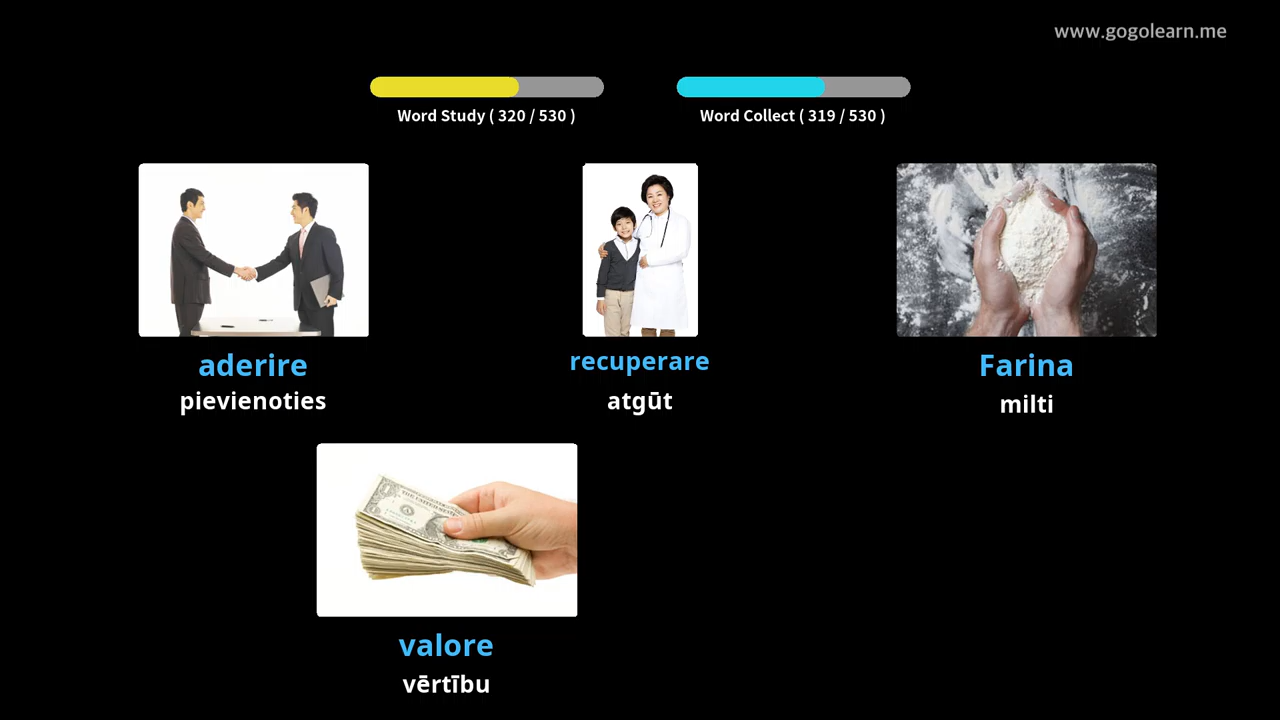 www.gogolearn.me
Word Study ( 320 / 530 )
Word Collect ( 319 / 530 )
aderire
pievienoties
recuperare
atgūt
Farina
milti
valore
vērtību